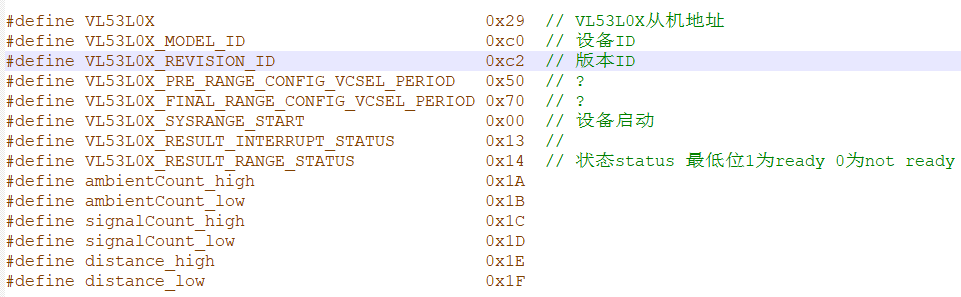 #define VL53L0X 0x29 // VL53L0X从机地址
#define VL53L0X_MODEL_ID 0xc0 // 设备ID
#define VL53L0X_REVISION_ID 0xc2 // 版本ID
#define VL53L0X_PRE_RANGE_CONFIG_VCSEL_PERIOD 0x50 // ?
#define VL53L0X_FINAL_RANGE_CONFIG_VCSEL_PERIOD 0x70 // ?
#define VL53L0X_SYSRANGE_START 0x00 // 设备启动
#define VL53L0X_RESULT_INTERRUPT_STATUS 0x13 //
#define VL53L0X_RESULT_RANGE_STATUS 0x14 // 状态status 最低位1为ready 0为not ready
#define ambientCount_high 0x1A
#define ambientCount_low 0x1B
#define signalCount_high 0x1C
#define signalCount_low 0x1D
#define distance_high 0x1E
#define distance_low 0x1F